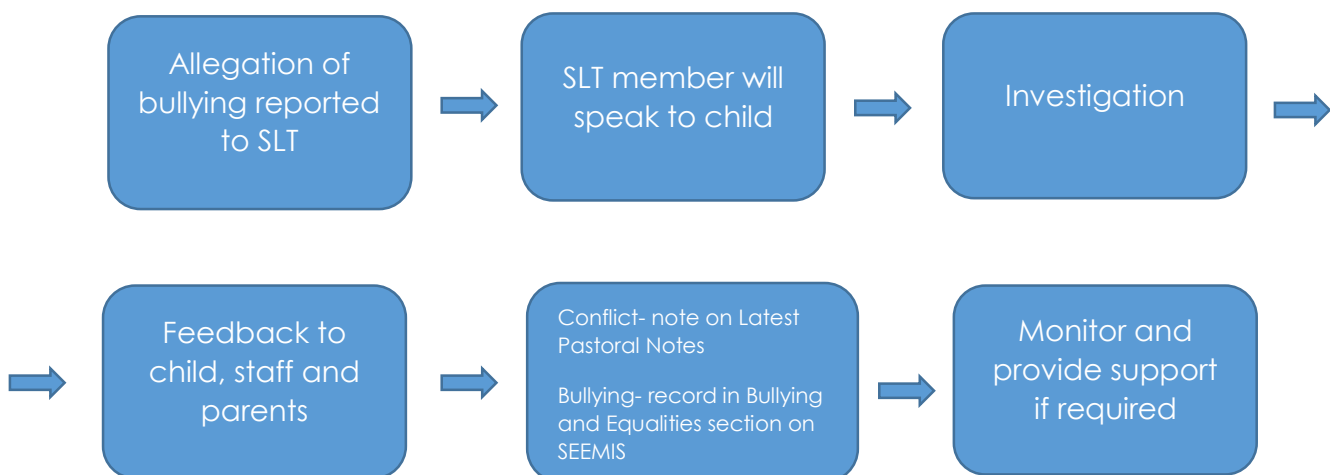 Allegation of
bullying reported
to SLT
SLT member will
speak to child
Investigation
Feedback to
child, staff and
parents
Conflict- note on Latest
Pastoral Notes
Bullying- record in Bullying
and Equalities section on
SEEMIS
Monitor and
provide support
if required